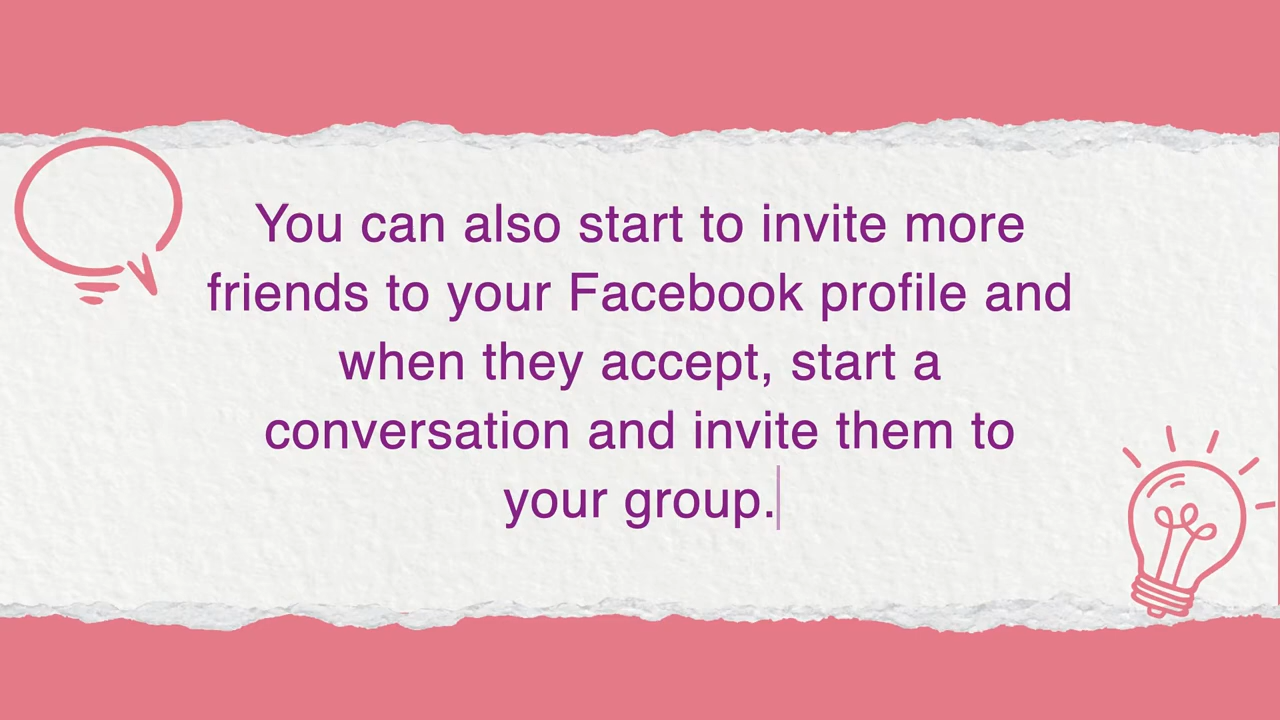 You can also start to invite more
friends to your Facebook profile and
when they accept, start a
conversation and invite them to
your group.